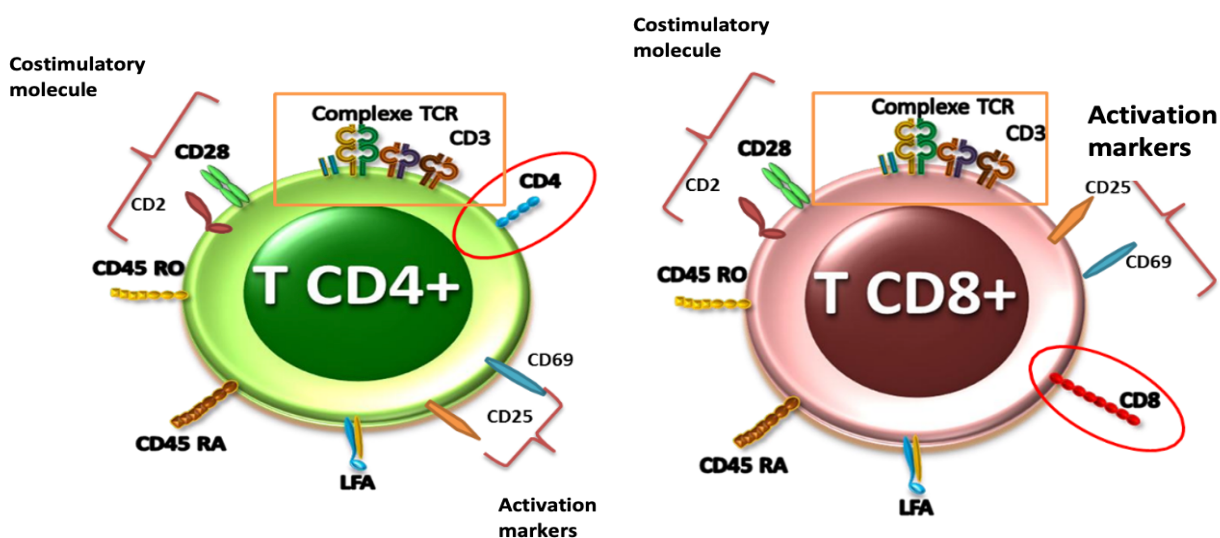 Costimulatory
molecule
Complexe TCR
CD3
CD28
CD4
CD2
CD45 RO
T CD4+
CD69
CD25
CD45 RA
LFA
Activation
markers
Costimulatory
molecule
Complexe TCR
CD3
Activation
markers
CD28
CD2
CD25
CD69
CD45 RO
T CD8+
CD8
CD45 RA
LFA